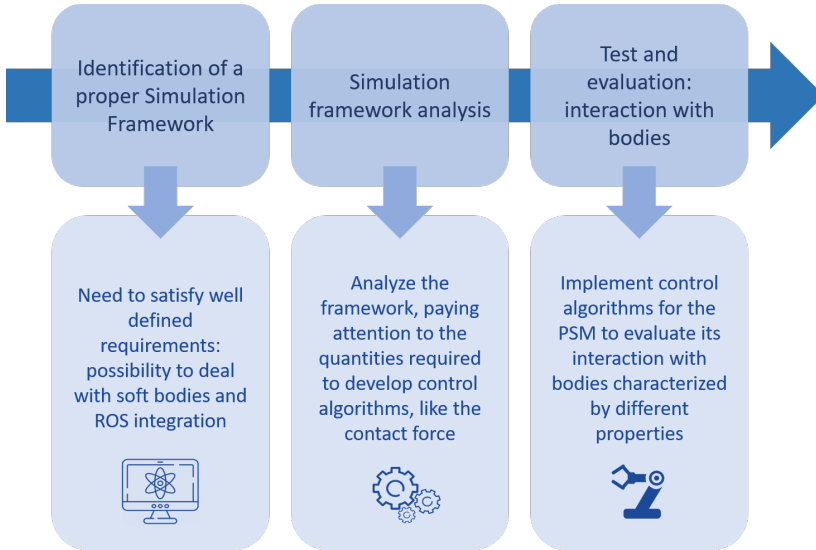 Identification of a
proper Simulation
Framework
Simulation
framework analysis
Test and
evaluation:
interaction with
bodies
Need to satisfy well
defined
requirements:
possibility to deal
with soft bodies and
ROS integration
Analyze the
framework, paying
attention to the
quantities required
to develop control
algorithms, like the
contact force
Implement control
algorithms for the
PSM to evaluate its
interaction with
bodies characterized
by different
properties